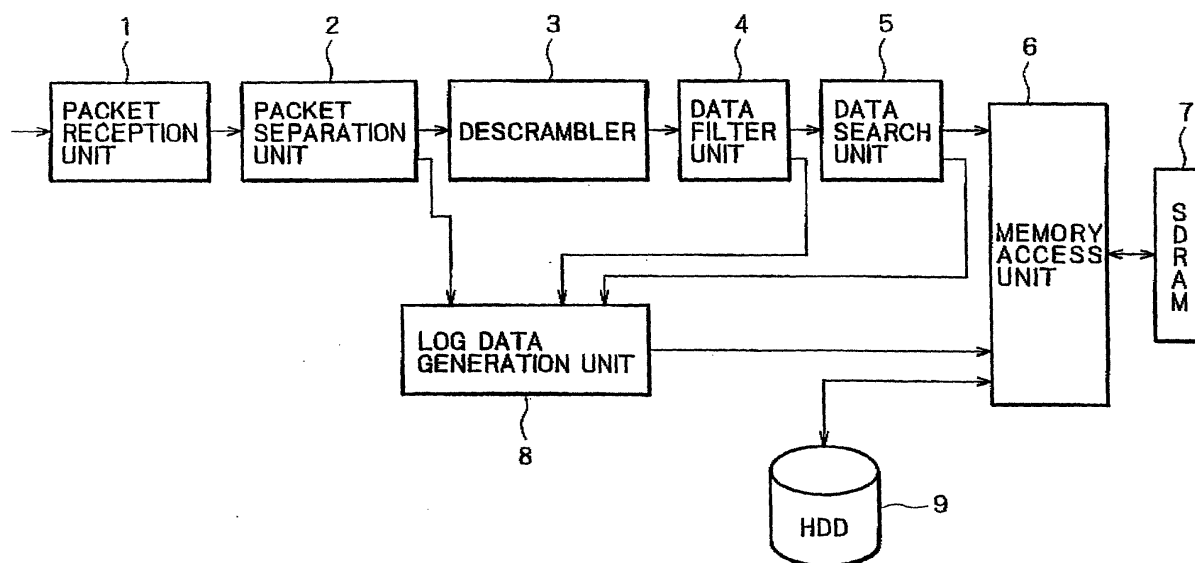 1
2
3
4
5
6
7
PACKET
RECEPTION
UNIT
PACKET
SEPARATION
UNIT
DESCRAMBLER
DATA
FILTER
UNIT
DATA
SEARCH
UNIT
MEMORY
ACCESS
UNIT
SDRAM
LOG DATA
GENERATION UNIT
8
HDD
9